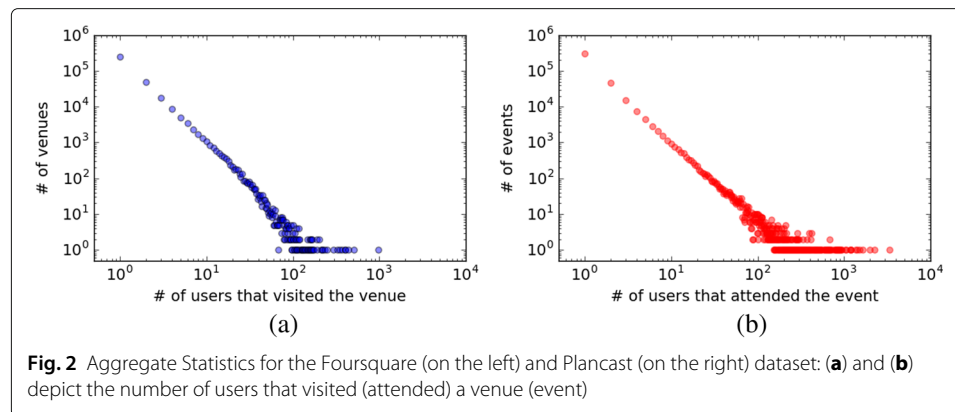 10^6
10^5
10^4
10^3
10^2
10^1
10^0
# of venues
10^0 10^1 10^2 10^3 10^4
# of users that visited the venue
(a)
10^6
10^5
10^4
10^3
10^2
10^1
10^0
# of events
10^0 10^1 10^2 10^3 10^4
# of users that attended the event
(b)
Fig. 2 Aggregate Statistics for the Foursquare (on the left) and Plancast (on the right) dataset: (a) and (b)
depict the number of users that visited (attended) a venue (event)